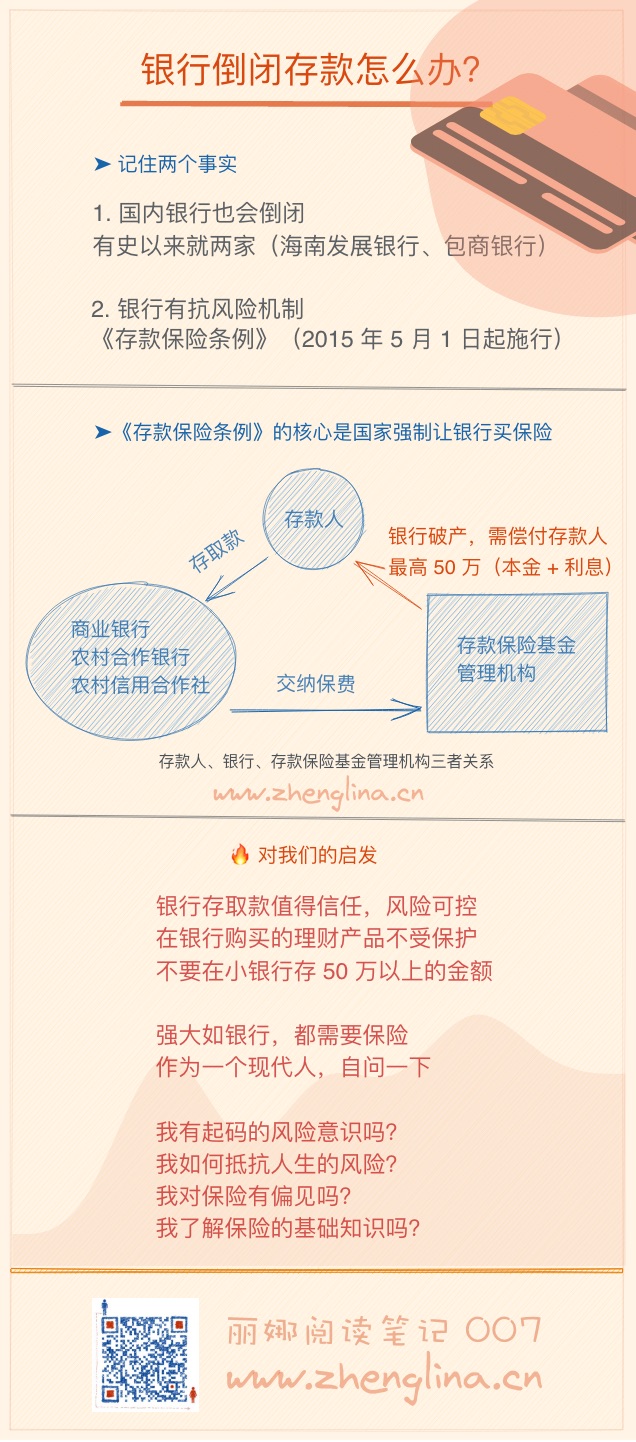 银行倒闭存款怎么办?
➤ 记住两个事实
1. 国内银行也会倒闭
有史以来就两家（海南发展银行、包商银行）
2. 银行有抗风险机制
《存款保险条例》（2015 年 5 月 1 日起施行）
➤《存款保险条例》的核心是国家强制让银行买保险
存款人
存取款
银行破产，需偿付存款人
最高 50 万（本金 + 利息）
商业银行
农村合作银行
农村信用合作社
存款保险基金
管理机构
交纳保费
存款人、银行、存款保险基金管理机构三者关系
www.zhenglina.cn
🔥 对我们的启发
银行存取款值得信任，风险可控
在银行购买的理财产品不受保护
不要在小银行存 50 万以上的金额
强大如银行，都需要保险
作为一个现代人，自问一下
我有起码的风险意识吗?
我如何抵抗人生的风险?
我对保险有偏见吗?
我了解保险的基础知识吗?
丽娜阅读笔记 007
www.zhenglina.cn